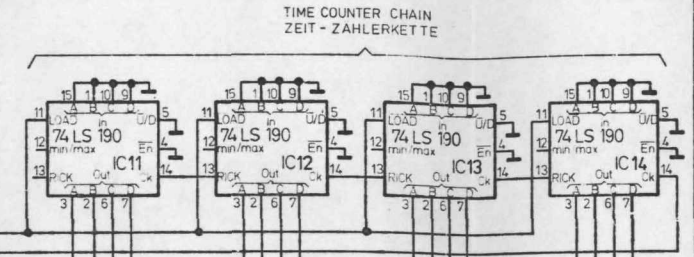 TIME COUNTER CHAIN
ZEIT - ZAHLERKETTE
15 1 10 9 15 1 10 9 15 1 10 9 15 1 10 9
A B C D A B C D A B C D A B C D
11 LOAD in U/D 5 11 LOAD in U/D 5 11 LOAD in U/D 5 11 LOAD in U/D 5
74 LS 190 74 LS 190 74 LS 190 74 LS 190
12 min/max En 4 12 min/max En 4 12 min/max En 4 12 min/max En 4
IC11 IC12 IC13 IC14
13 RlCK Out Ck 14 13 RlCK Out Ck 14 13 RlCK Out Ck 14 13 RlCK Out Ck 14
A B C D A B C D A B C D A B C D
3 2 6 7 3 2 6 7 3 2 6 7 3 2 6 7